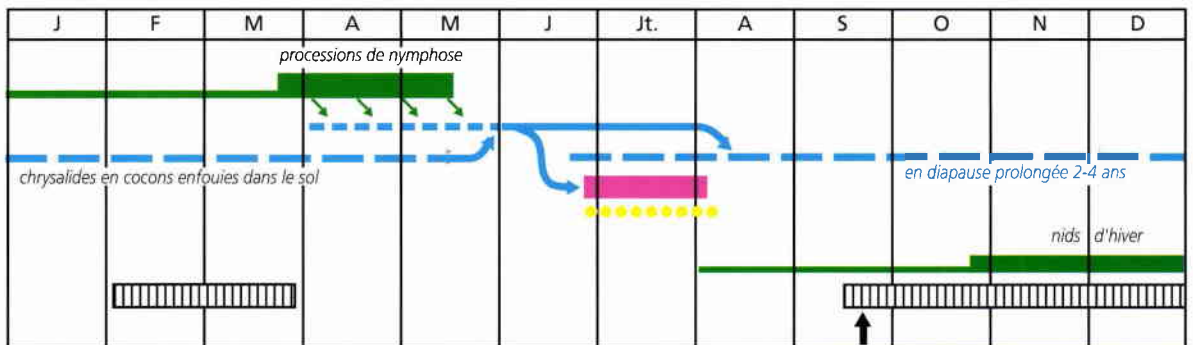 J F M A M J Jt. A S O N D
processions de nymphose
chrysalides en cocons enfouies dans le sol
en diapause prolongée 2-4 ans
nids d'hiver